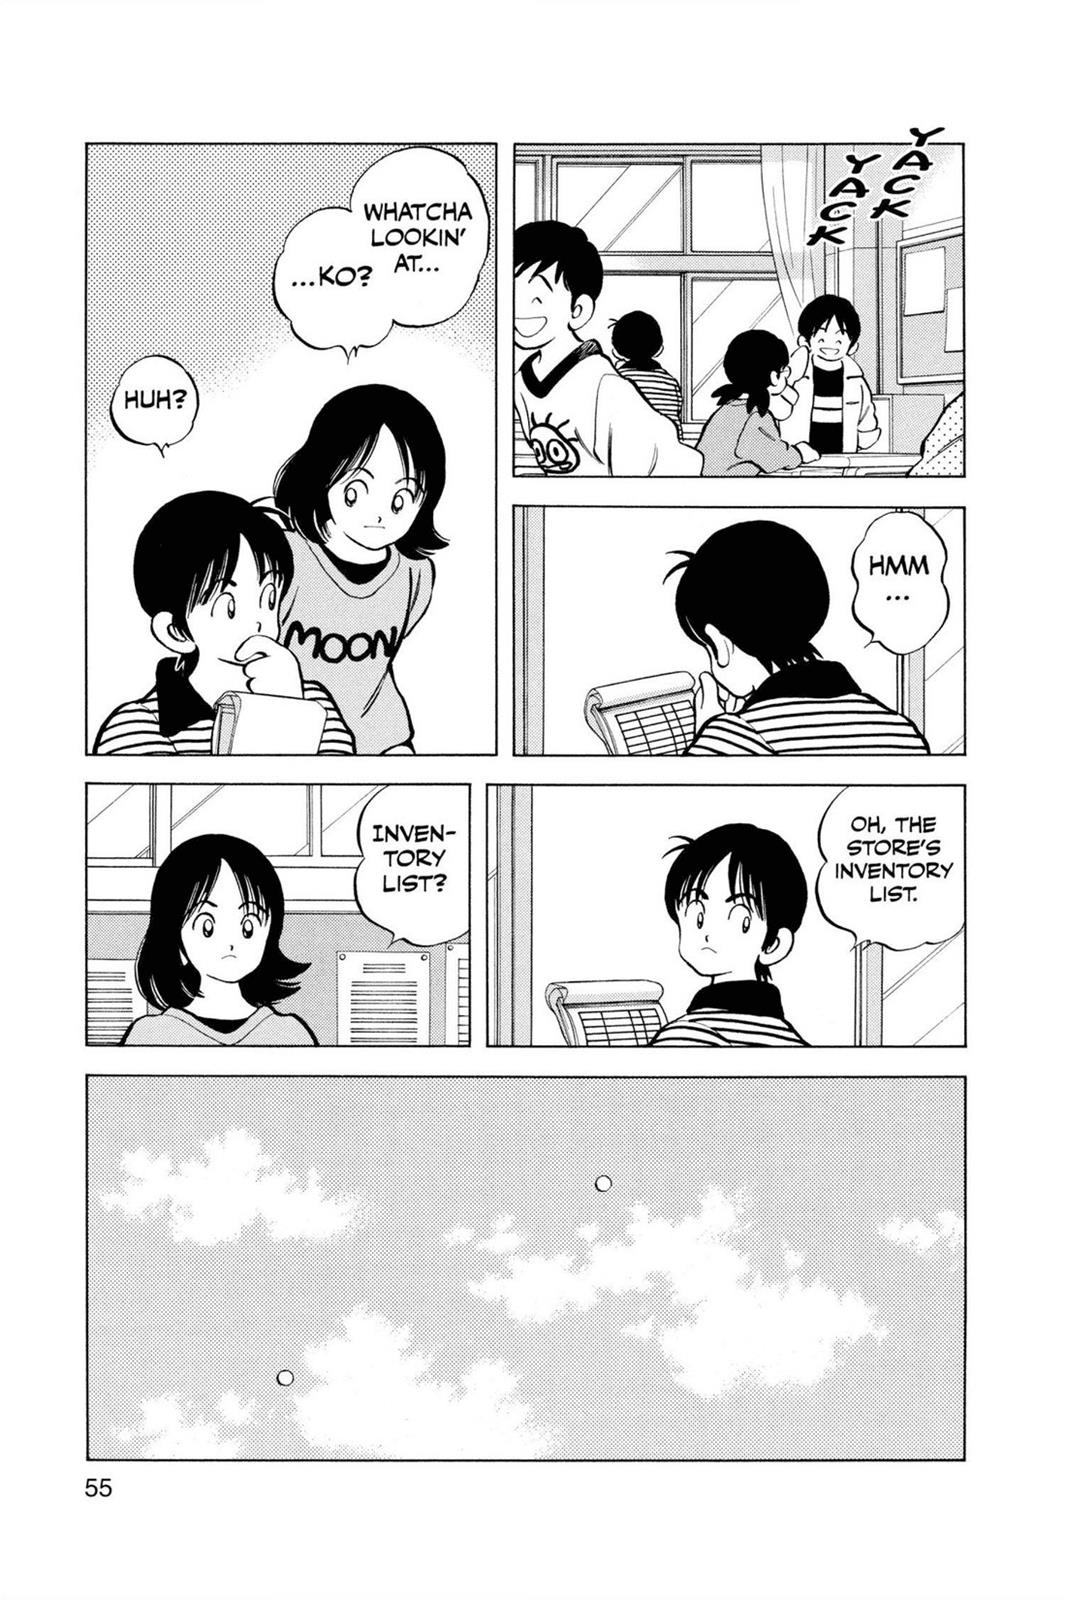 YACK
YACK
HMM
...
WHATCHA
LOOKIN'
AT...
...KO?
HUH?
MOON
OH, THE
STORE'S
INVENTORY
LIST.
INVEN-
TORY
LIST?
55